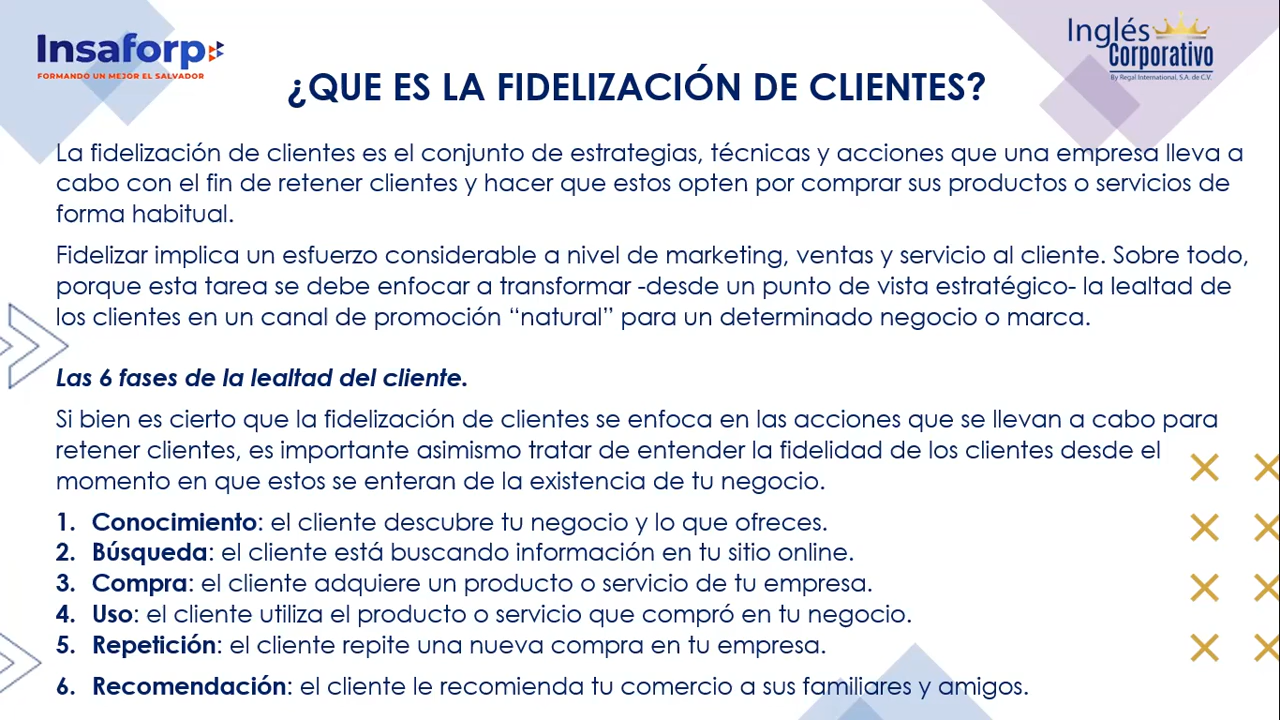 Insaforp
FORMANDO UN MEJOR EL SALVADOR
Inglés
Corporativo
By Regal International, S.A. de C.V.
¿QUE ES LA FIDELIZACIÓN DE CLIENTES?
La fidelización de clientes es el conjunto de estrategias, técnicas y acciones que una empresa lleva a
cabo con el fin de retener clientes y hacer que estos opten por comprar sus productos o servicios de
forma habitual.
Fidelizar implica un esfuerzo considerable a nivel de marketing, ventas y servicio al cliente. Sobre todo,
porque esta tarea se debe enfocar a transformar -desde un punto de vista estratégico- la lealtad de
los clientes en un canal de promoción “natural” para un determinado negocio o marca.
Las 6 fases de la lealtad del cliente.
Si bien es cierto que la fidelización de clientes se enfoca en las acciones que se llevan a cabo para
retener clientes, es importante asimismo tratar de entender la fidelidad de los clientes desde el
momento en que estos se enteran de la existencia de tu negocio.
1. Conocimiento: el cliente descubre tu negocio y lo que ofreces.
2. Búsqueda: el cliente está buscando información en tu sitio online.
3. Compra: el cliente adquiere un producto o servicio de tu empresa.
4. Uso: el cliente utiliza el producto o servicio que compró en tu negocio.
5. Repetición: el cliente repite una nueva compra en tu empresa.
6. Recomendación: el cliente le recomienda tu comercio a sus familiares y amigos.